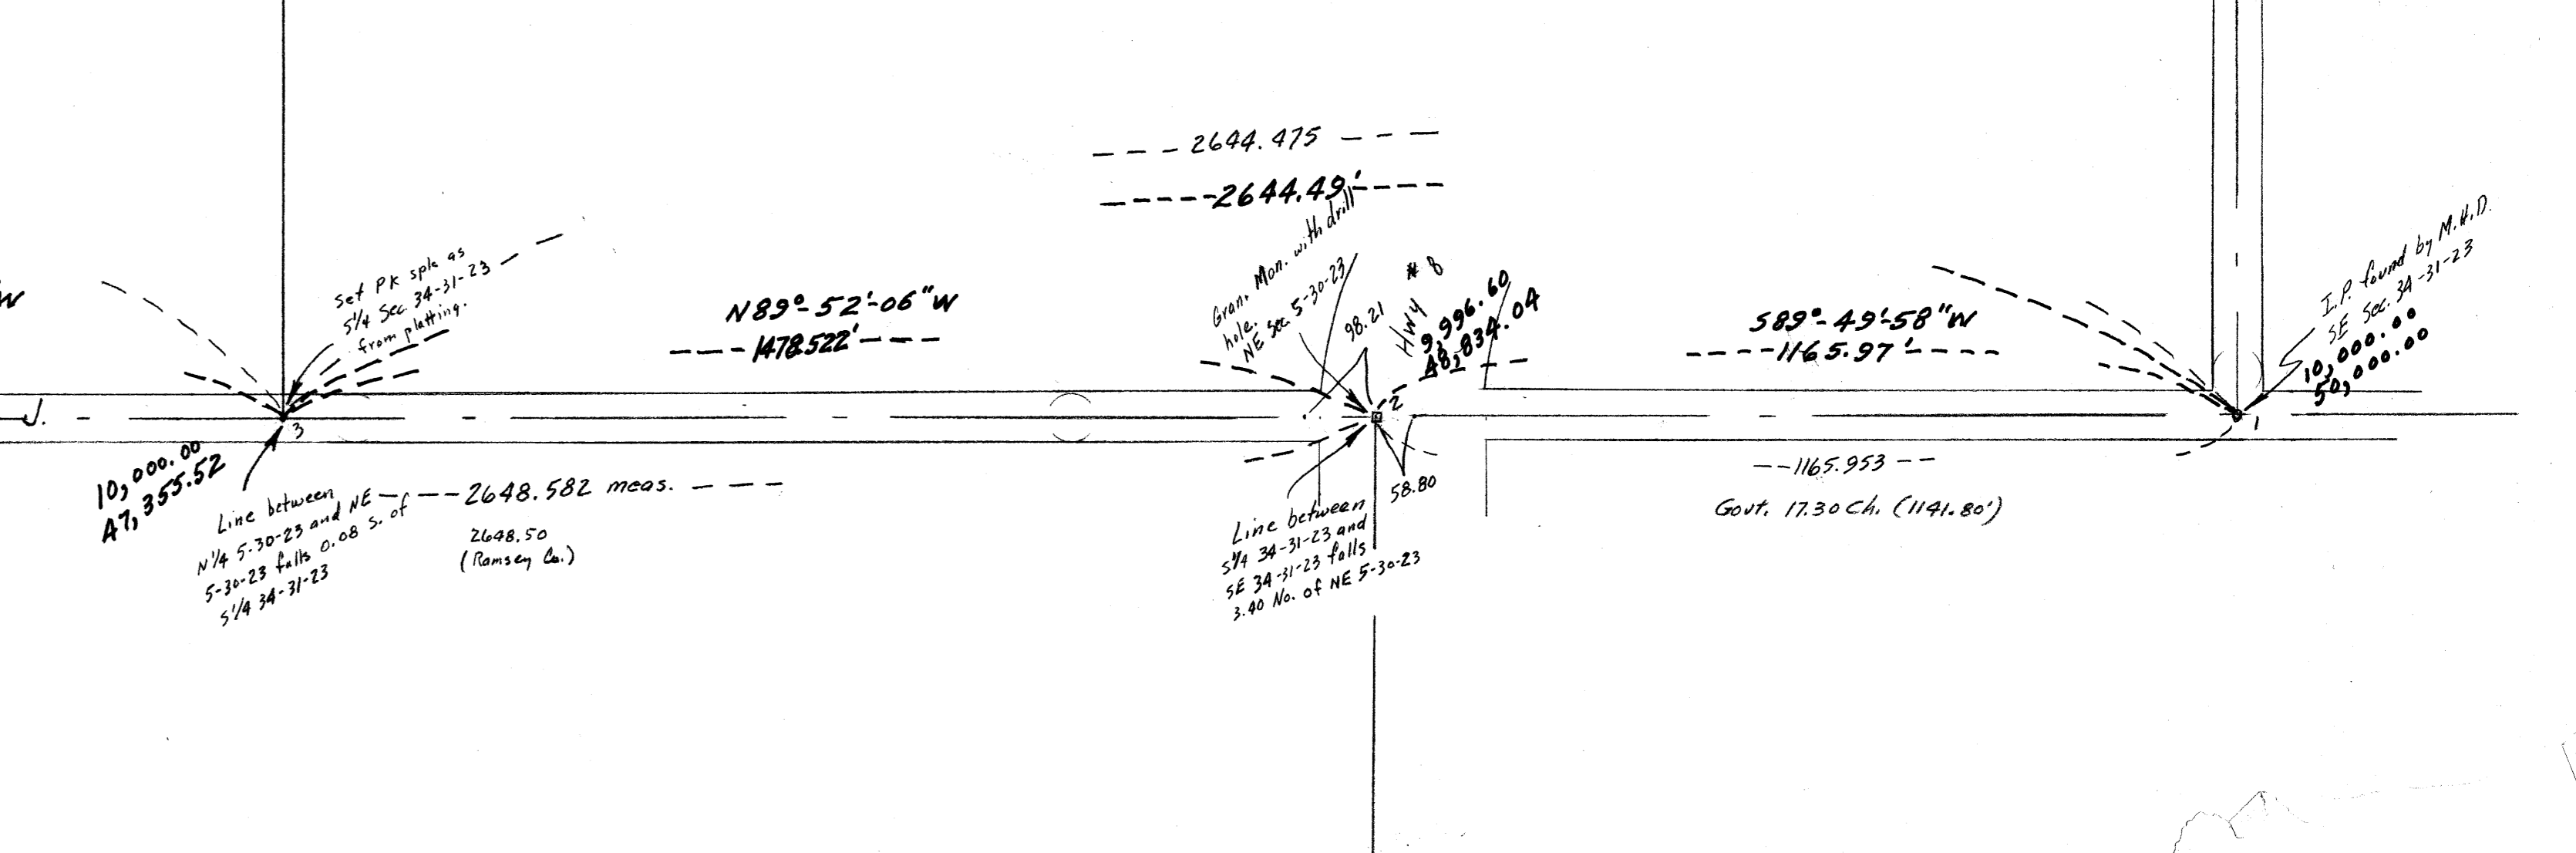 W
Set PK spk as
S1/4 Sec 34-31-23
from platting.
J.
3
10,000.00
47,355.52
Line between
N 1/4 5-30-23 and NE
5-30-23 falls 0.08 S. of
S 1/4 34-31-23
2648.582 meas.
2648.50
(Ramsey Co.)
N89°-52'-06"W
1478.522'
2644.475
2644.49'
Gran. Mon. with drill
hole.
NE Sec 5-30-23
98.21
Hwy # 8
9,996.60
48,834.04
2
58.80
Line between
S1/4 34-31-23 and
SE 34-31-23 falls
3.40 No. of NE 5-30-23
S89°-49'-58"W
1165.97'
1165.953
Govt. 17.30 Ch. (1141.80')
I.P. found by M.H.D.
SE Sec. 34-31-23
10,000.00
50,000.00
1